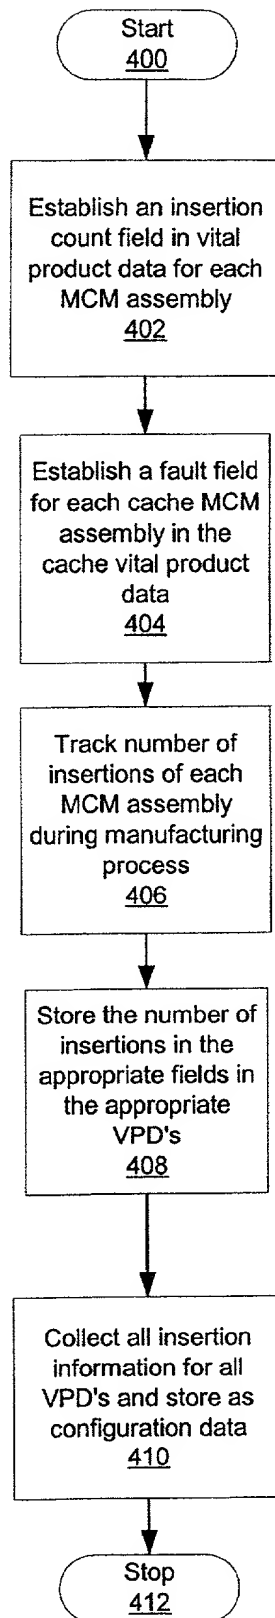 Start
400
Establish an insertion
count field in vital
product data for each
MCM assembly
402
Establish a fault field
for each cache MCM
assembly in the
cache vital product
data
404
Track number of
insertions of each
MCM assembly
during manufacturing
process
406
Store the number of
insertions in the
appropriate fields in
the appropriate
VPD's
408
Collect all insertion
information for all
VPD's and store as
configuration data
410
Stop
412